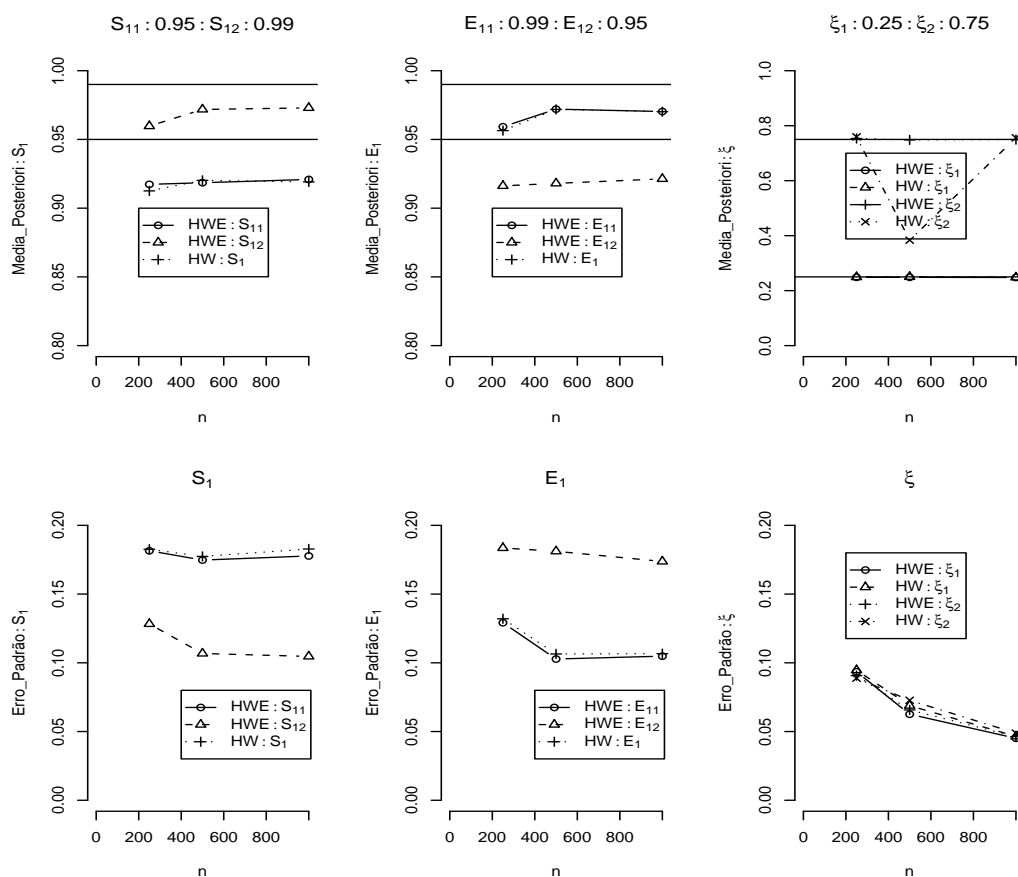 S₁₁ : 0.95 : S₁₂ : 0.99
Media_Posteriori : S₁
0.80 0.85 0.90 0.95 1.00
HWE : S₁₁
HWE : S₁₂
HW : S₁
0 200 400 600 800
n
E₁₁ : 0.99 : E₁₂ : 0.95
Media_Posteriori : E₁
0.80 0.85 0.90 0.95 1.00
HWE : E₁₁
HWE : E₁₂
HW : E₁
0 200 400 600 800
n
ξ₁ : 0.25 : ξ₂ : 0.75
Media_Posteriori : ξ
0.0 0.2 0.4 0.6 0.8 1.0
HWE : ξ₁
HW : ξ₁
HWE : ξ₂
HW : ξ₂
0 200 400 600 800
n
S₁
Erro_Padrão : S₁
0.00 0.05 0.10 0.15 0.20
HWE : S₁₁
HWE : S₁₂
HW : S₁
0 200 400 600 800
n
E₁
Erro_Padrão : E₁
0.00 0.05 0.10 0.15 0.20
HWE : E₁₁
HWE : E₁₂
HW : E₁
0 200 400 600 800
n
ξ
Erro_Padrão : ξ
0.00 0.05 0.10 0.15 0.20
HWE : ξ₁
HW : ξ₁
HWE : ξ₂
HW : ξ₂
0 200 400 600 800
n